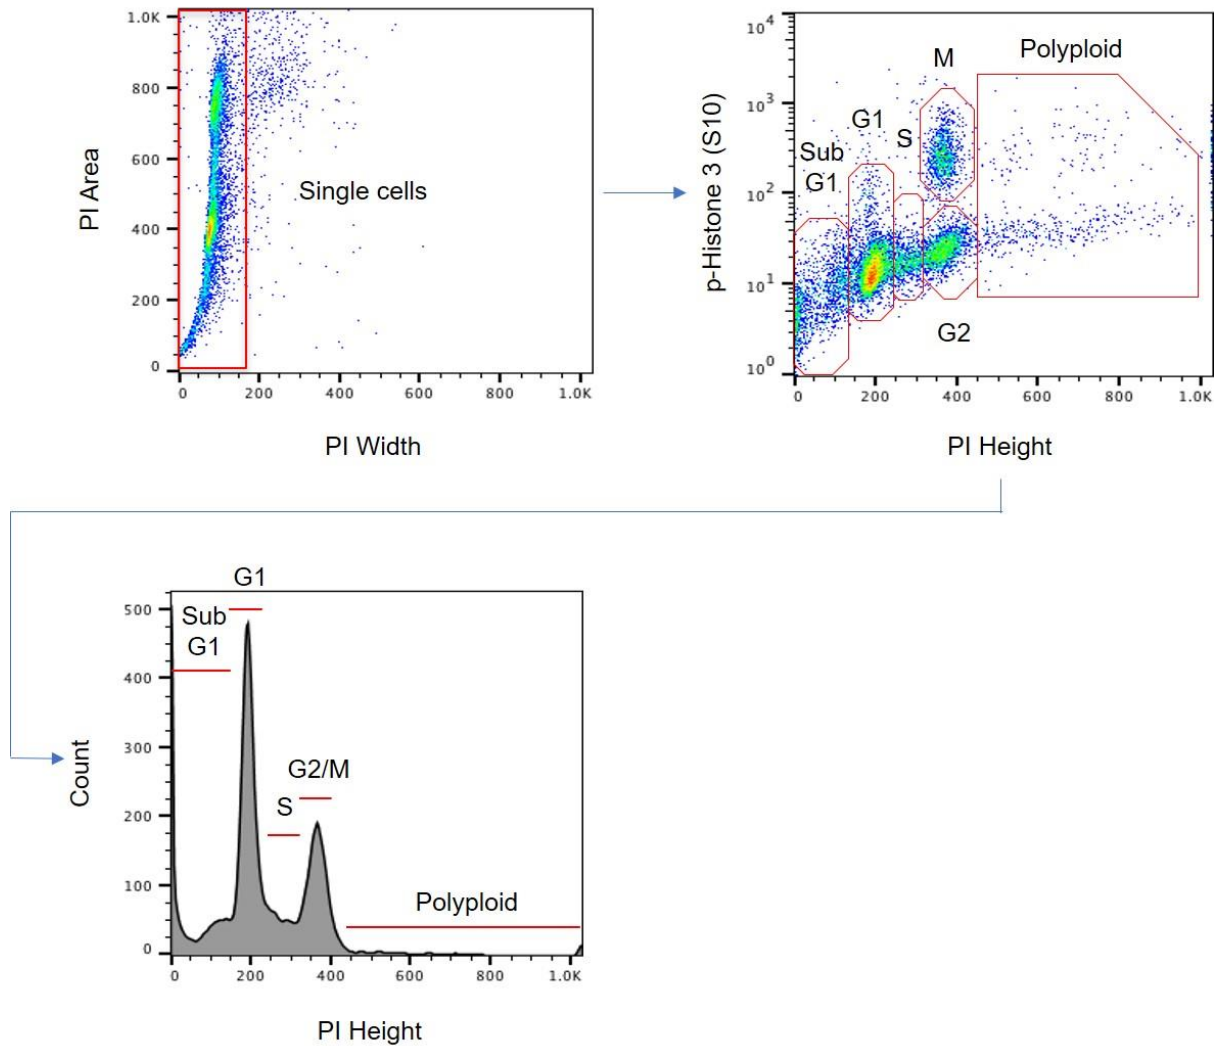 1.0K
800
600
400
200
0
PI Area
Single cells
0 200 400 600 800 1.0K
PI Width
10^4
10^3
10^2
10^1
10^0
p-Histone 3 (S10)
Polyploid
M
G1
S
Sub
G1
G2
0 200 400 600 800 1.0K
PI Height
G1
500
Sub
G1
400
300
G2/M
S
200
100
Polyploid
0
Count
0 200 400 600 800 1.0K
PI Height